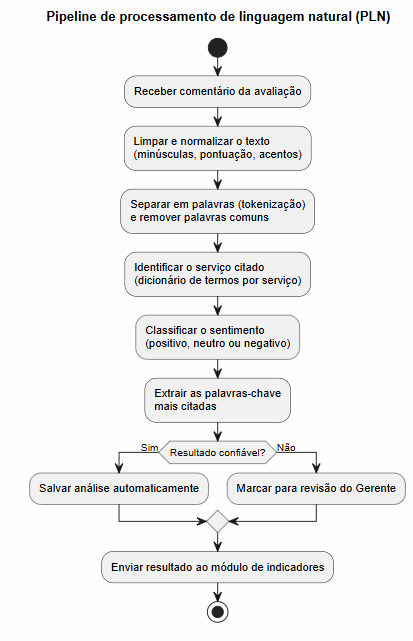 Pipeline de processamento de linguagem natural (PLN)
Receber comentário da avaliação
Limpar e normalizar o texto
(minúsculas, pontuação, acentos)
Separar em palavras (tokenização)
e remover palavras comuns
Identificar o serviço citado
(dicionário de termos por serviço)
Classificar o sentimento
(positivo, neutro ou negativo)
Extrair as palavras-chave
mais citadas
Sim
Resultado confiável?
Não
Salvar análise automaticamente
Marcar para revisão do Gerente
Enviar resultado ao módulo de indicadores